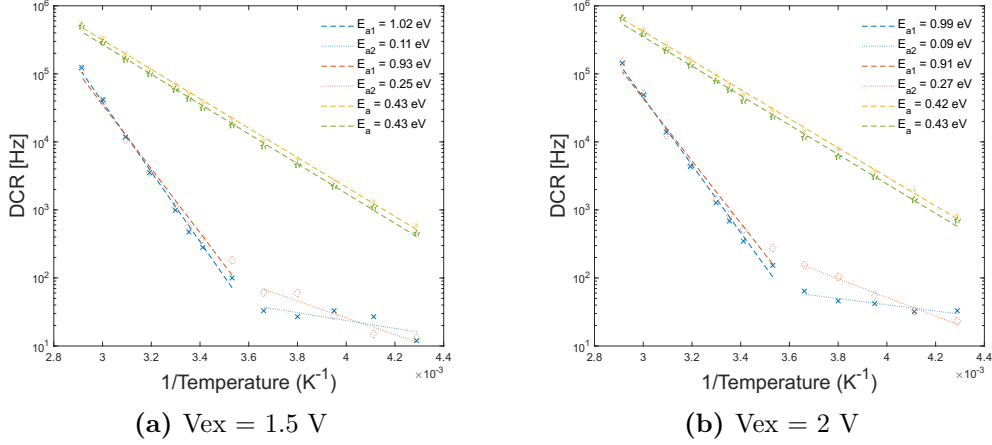 10^6
10^5
10^4
10^3
10^2
10^1
DCR [Hz]
E_a1 = 1.02 eV
E_a2 = 0.11 eV
E_a1 = 0.93 eV
E_a2 = 0.25 eV
E_a = 0.43 eV
E_a = 0.43 eV
2.8 3 3.2 3.4 3.6 3.8 4 4.2 4.4
×10^-3
1/Temperature (K^-1)
(a) Vex = 1.5 V
10^6
10^5
10^4
10^3
10^2
10^1
DCR [Hz]
E_a1 = 0.99 eV
E_a2 = 0.09 eV
E_a1 = 0.91 eV
E_a2 = 0.27 eV
E_a = 0.42 eV
E_a = 0.43 eV
2.8 3 3.2 3.4 3.6 3.8 4 4.2 4.4
×10^-3
1/Temperature (K^-1)
(b) Vex = 2 V